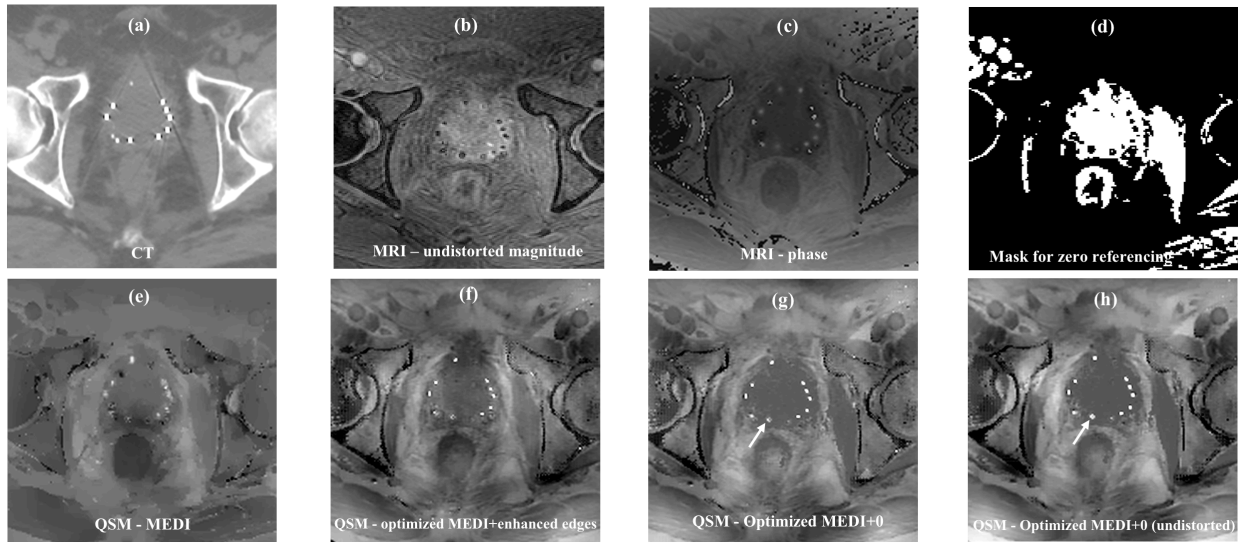 (a)
(b)
(c)
(d)
CT
MRI – undistorted magnitude
MRI - phase
Mask for zero referencing
(e)
(f)
(g)
(h)
QSM - MEDI
QSM - optimized MEDI+enhanced edges
QSM - Optimized MEDI+0
QSM - Optimized MEDI+0 (undistorted)